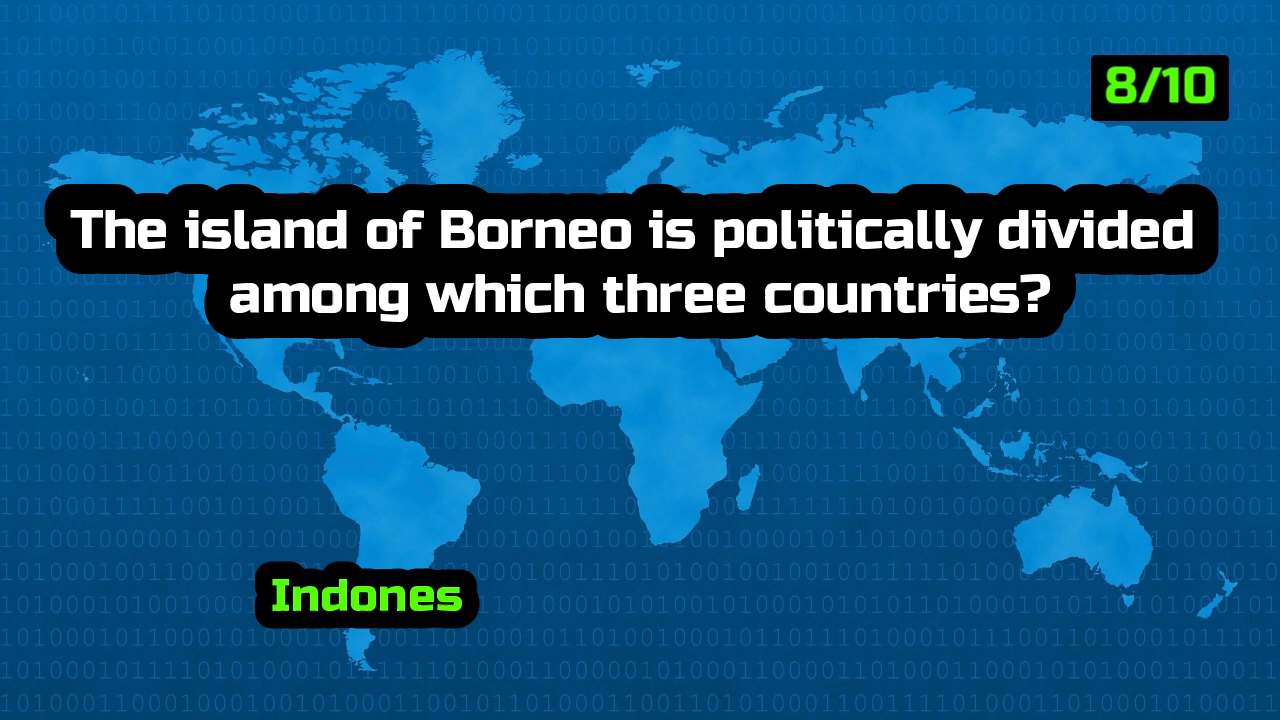 8/10
The island of Borneo is politically divided
among which three countries?
Indones